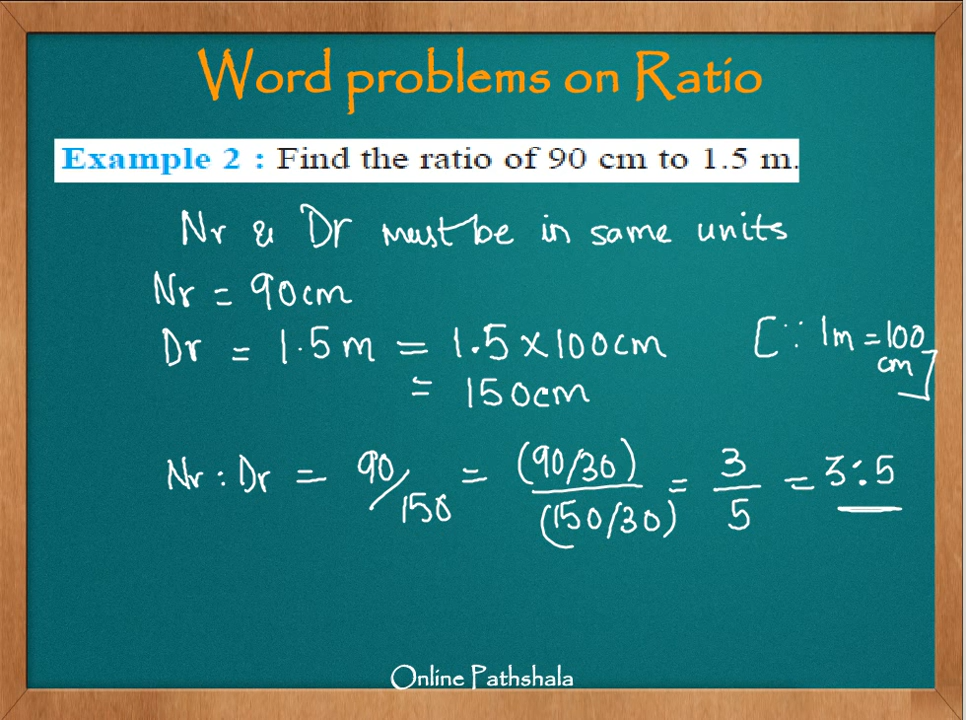 Word problems on Ratio
Example 2 : Find the ratio of 90 cm to 1.5 m.
Nr & Dr must be in same units
Nr = 90cm
Dr = 1.5 m = 1.5 x 100cm [∵ 1m = 100 cm]
= 150cm
Nr : Dr = 90/150 = (90/30)/(150/30) = 3/5 = 3:5
Online Pathshala